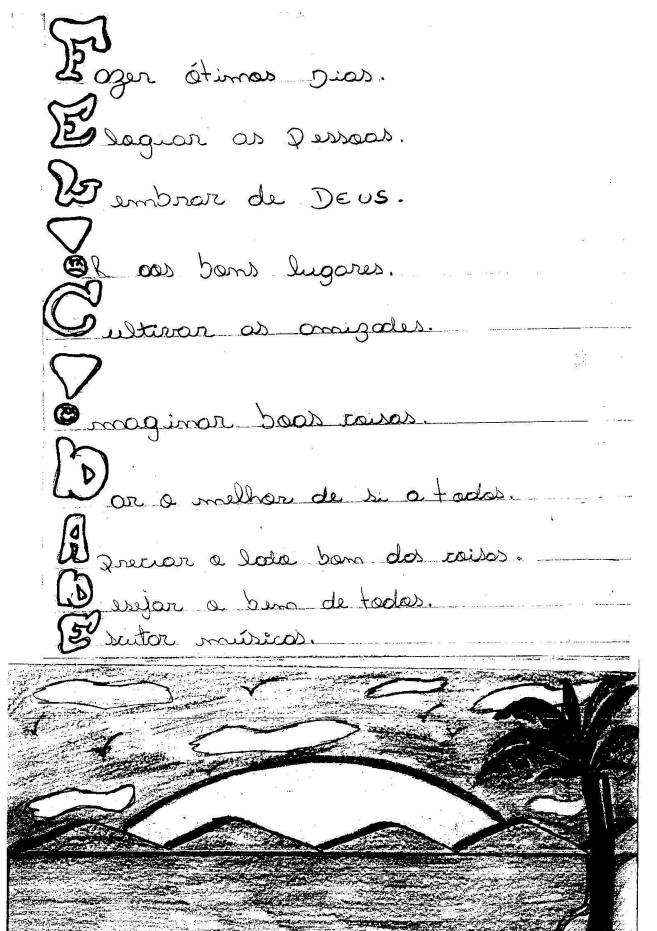 Fazer ótimos Dias.
Elogiar as Pessoas.
Lembrar de DEUS.
IR aos bons lugares.
Cultivar as amizades.
Imaginar boas coisas.
Dar o melhor de si a todos.
Apreciar o lado bom das coisas.
Desejar o bem de todos.
Escutar músicas.